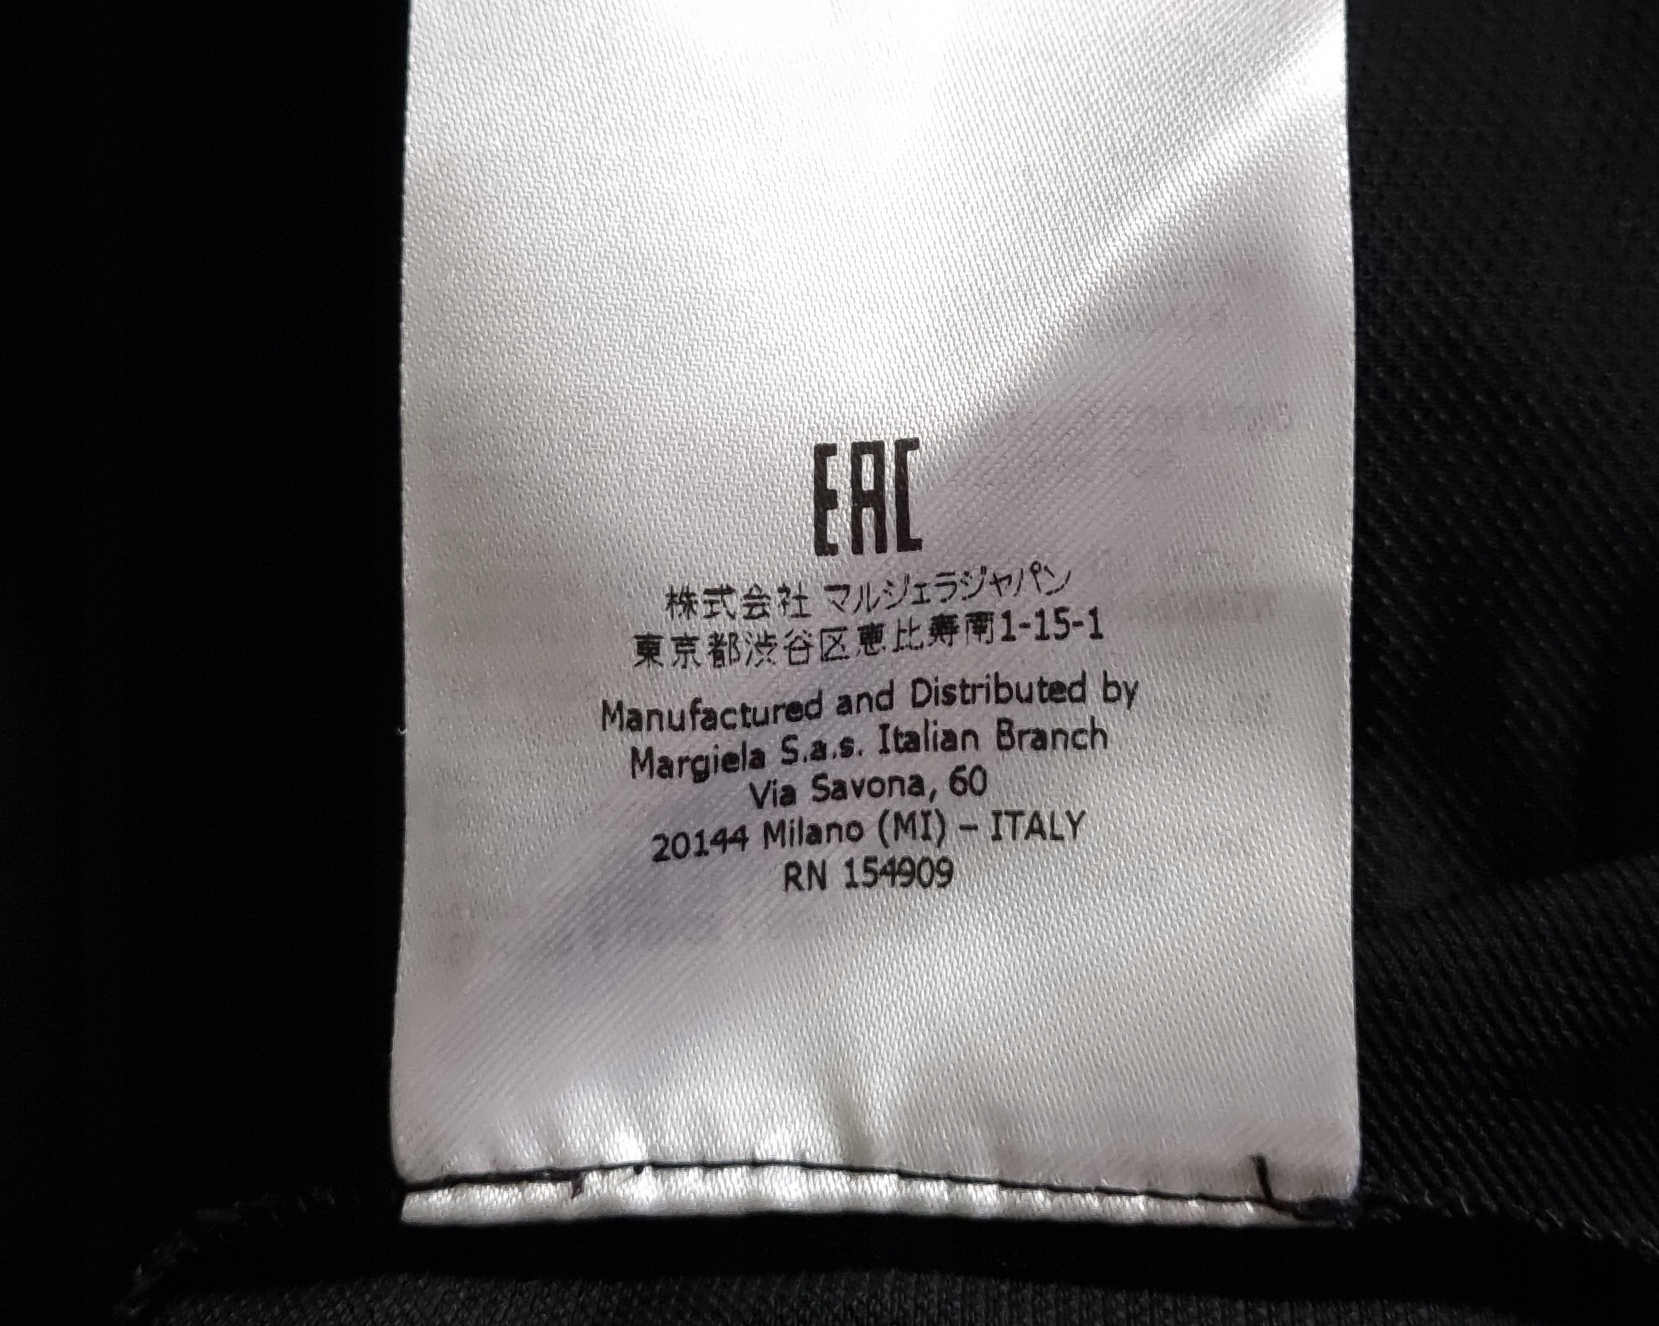 EAC
株式会社 マルジェラジャパン
東京都渋谷区恵比寿南1-15-1
Manufactured and Distributed by
Margiela S.a.s. Italian Branch
Via Savona, 60
20144 Milano (MI) – ITALY
RN 154909